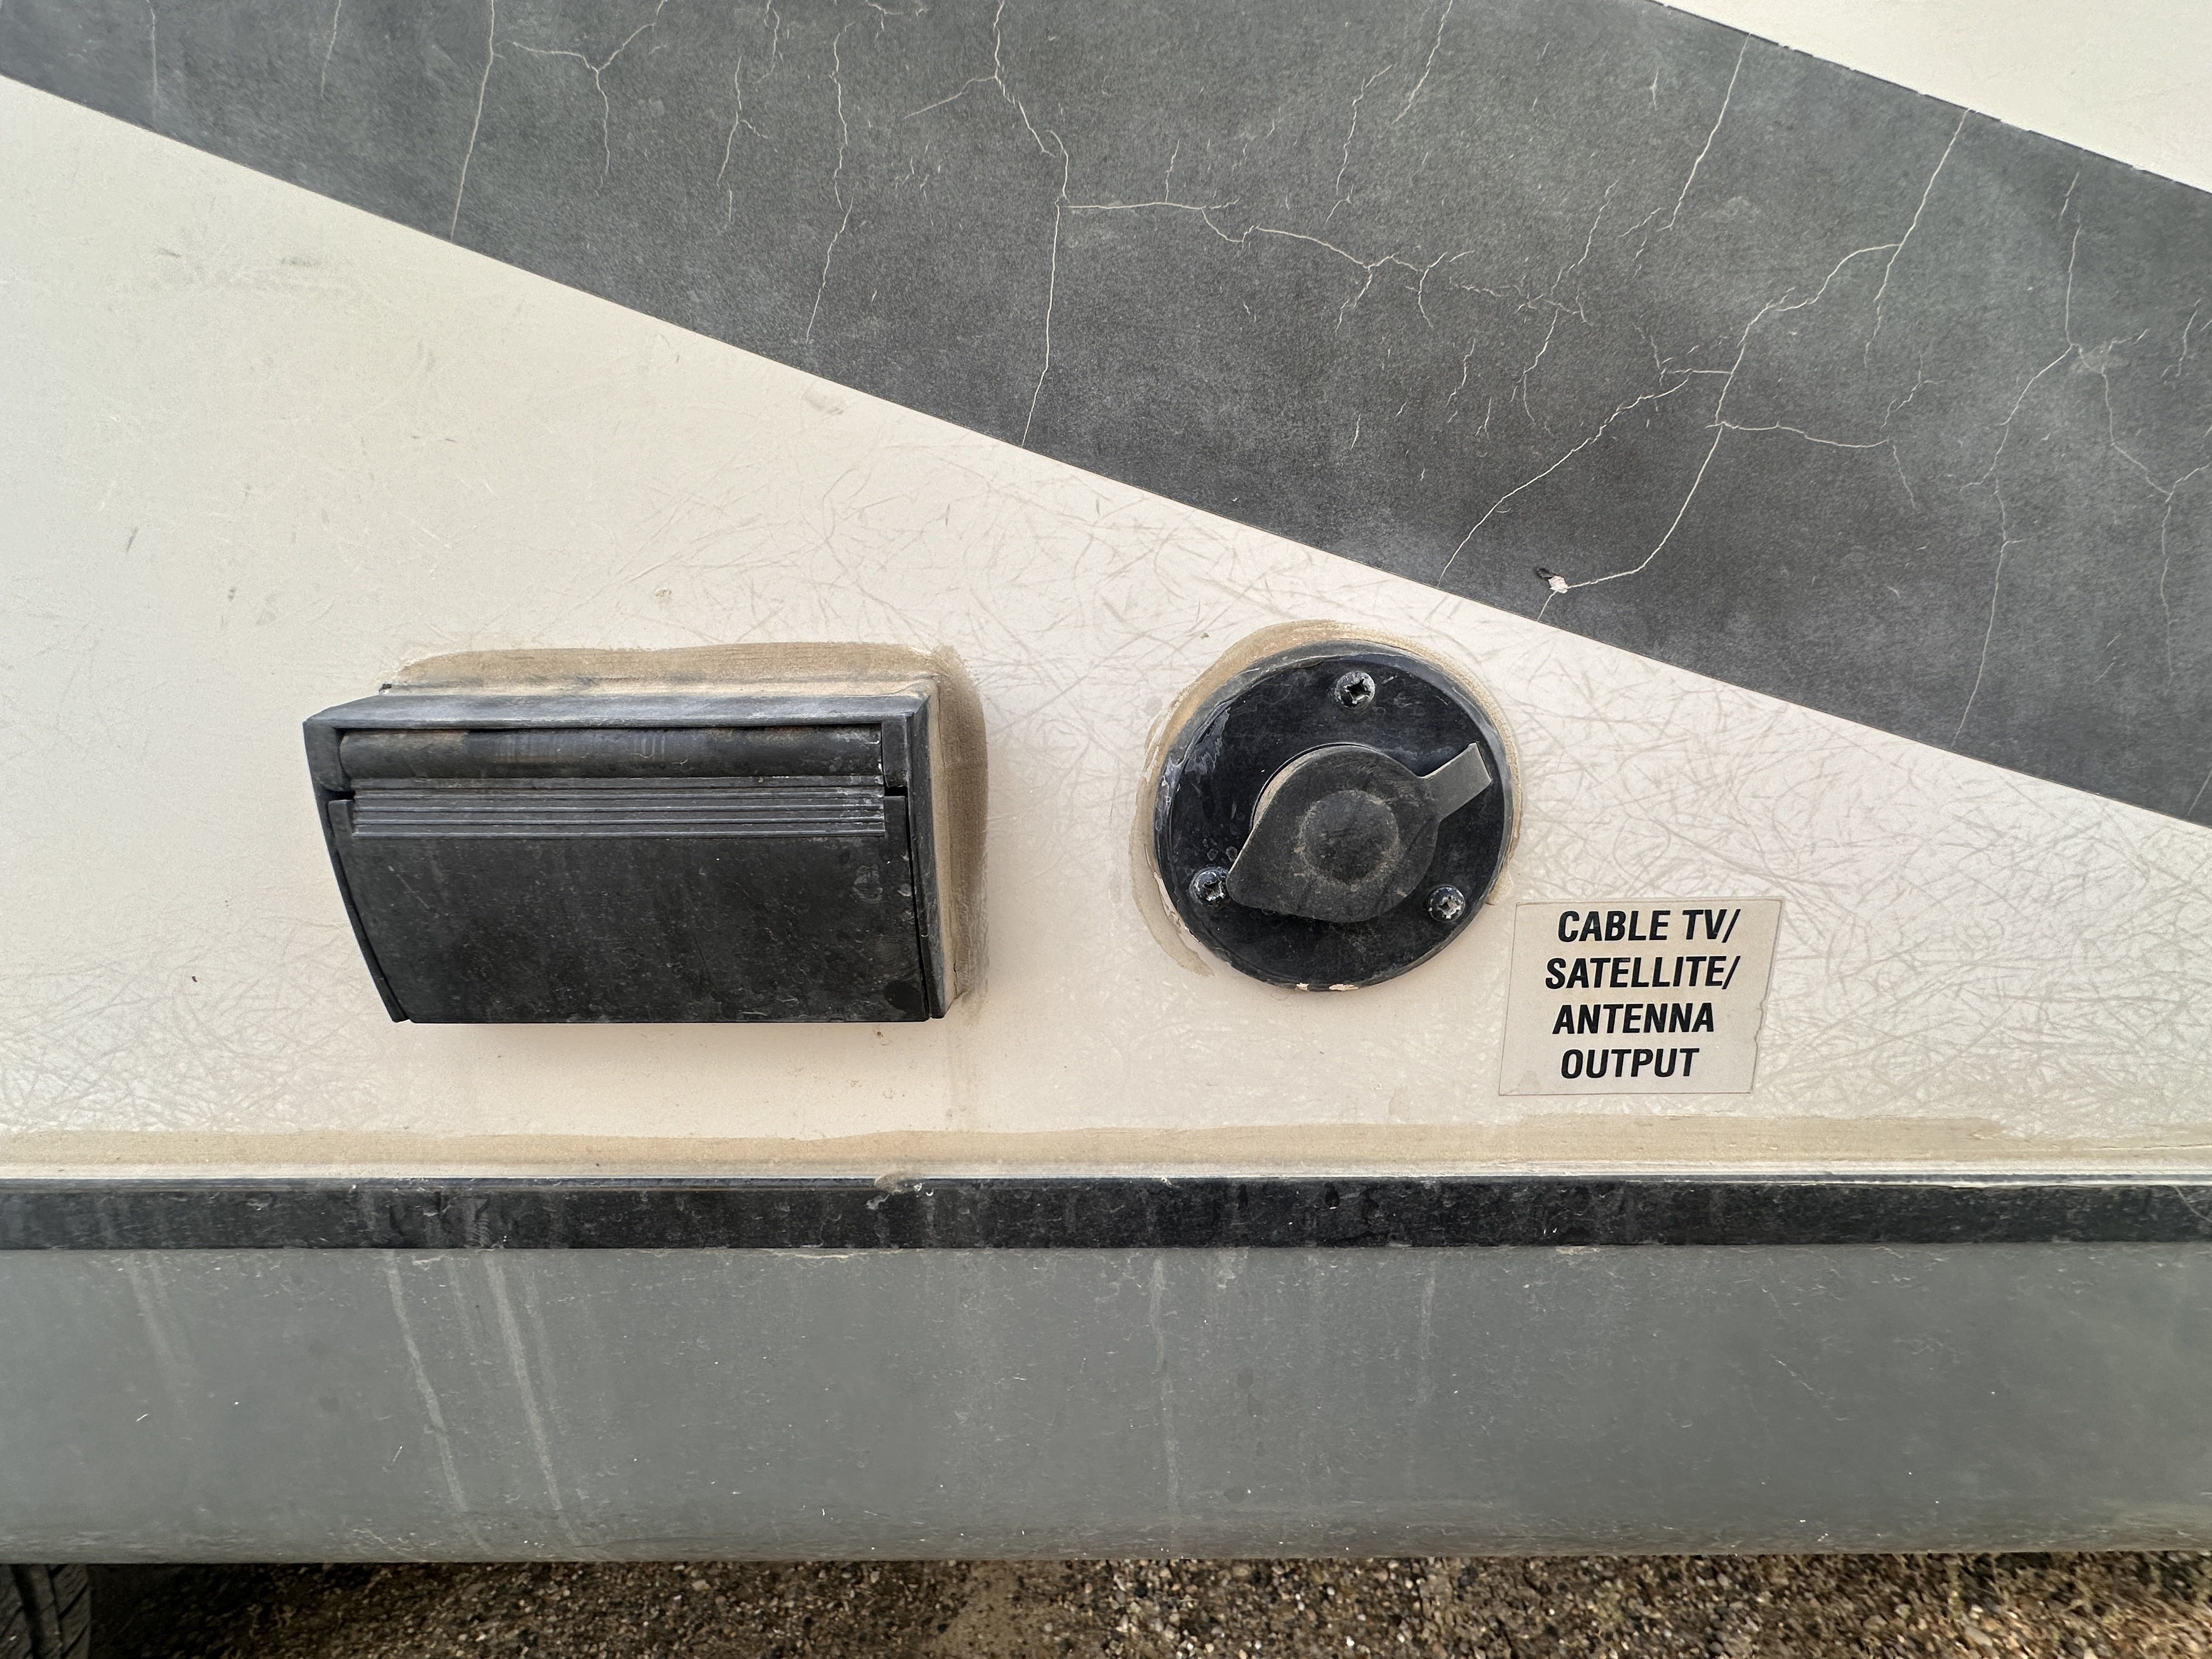 CABLE TV/
SATELLITE/
ANTENNA
OUTPUT